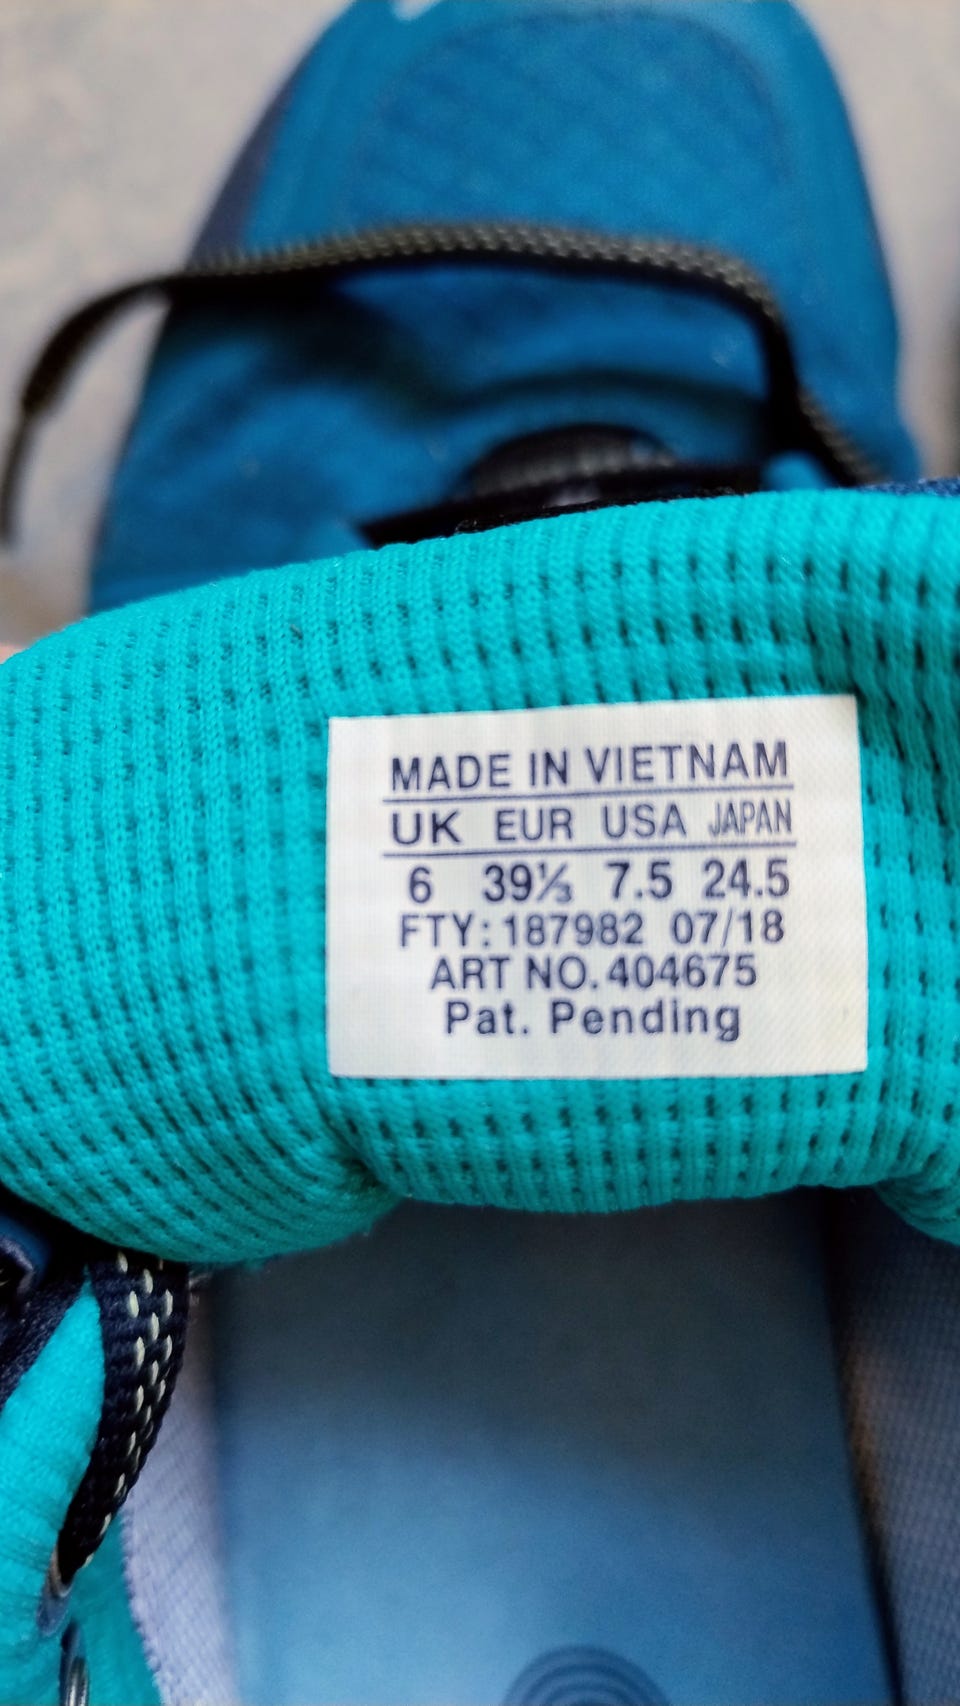 MADE IN VIETNAM
UK EUR USA JAPAN
6 39⅓ 7.5 24.5
FTY: 187982 07/18
ART NO. 404675
Pat. Pending